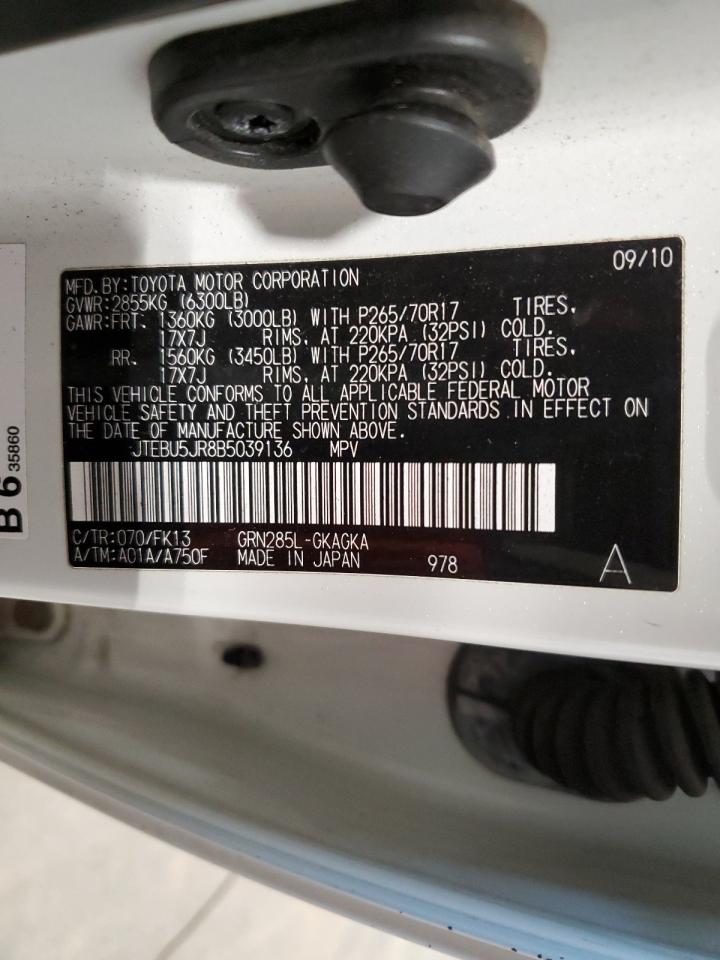 09/10
MFD. BY:TOYOTA MOTOR CORPORATION
GVWR:2855KG (6300LB)
GAWR:FRT. 1360KG (3000LB) WITH P265/70R17 TIRES,
17X7J RIMS, AT 220KPA (32PSI) COLD.
RR. 1560KG (3450LB) WITH P265/70R17 TIRES,
17X7J RIMS, AT 220KPA (32PSI) COLD.
THIS VEHICLE CONFORMS TO ALL APPLICABLE FEDERAL MOTOR
VEHICLE SAFETY AND THEFT PREVENTION STANDARDS IN EFFECT ON
THE DATE OF MANUFACTURE SHOWN ABOVE.
JTEBU5JR8B5039136 MPV
C/TR:070/FK13 GRN285L-GKAGKA
A/TM:A01A/A750F MADE IN JAPAN 978 A
B 6 35860